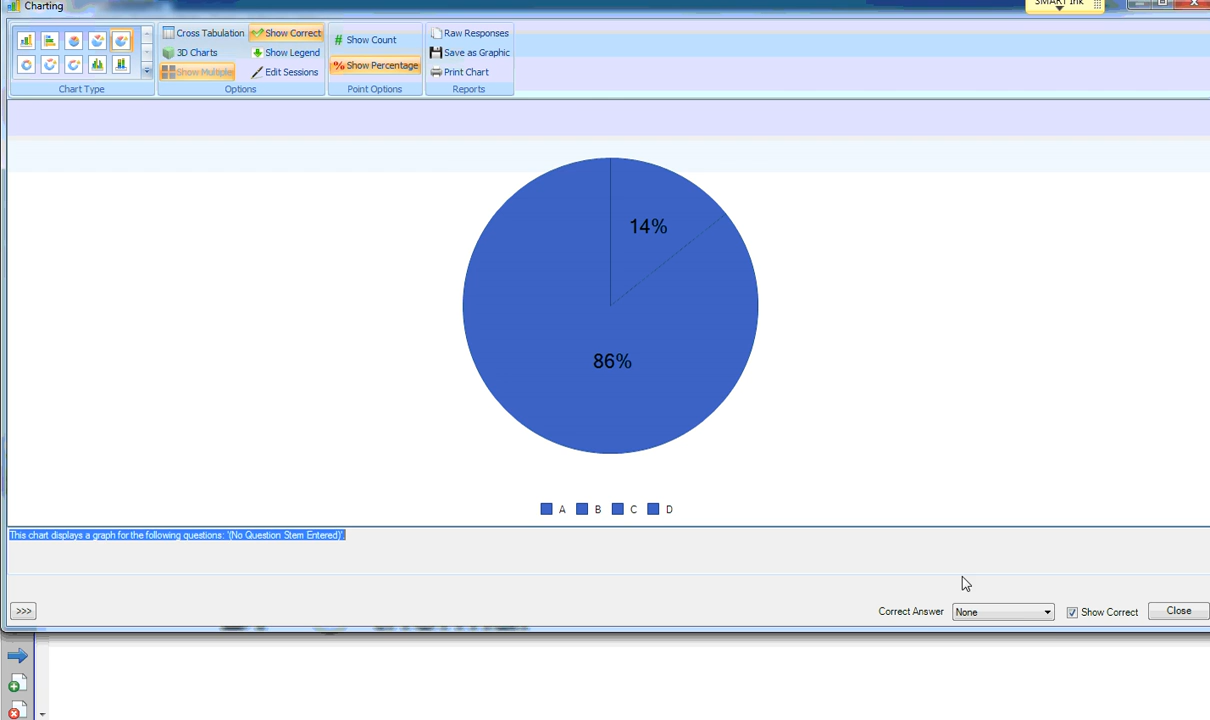 Charting
SMART Ink
Cross Tabulation
Show Correct
3D Charts
Show Legend
Show Multiple
Edit Sessions
Chart Type
Options
# Show Count
% Show Percentage
Point Options
Raw Responses
Save as Graphic
Print Chart
Reports
14%
86%
A B C D
This chart displays a graph for the following questions: '(No Question Stem Entered)'.
>>>
Correct Answer
None
Show Correct
Close